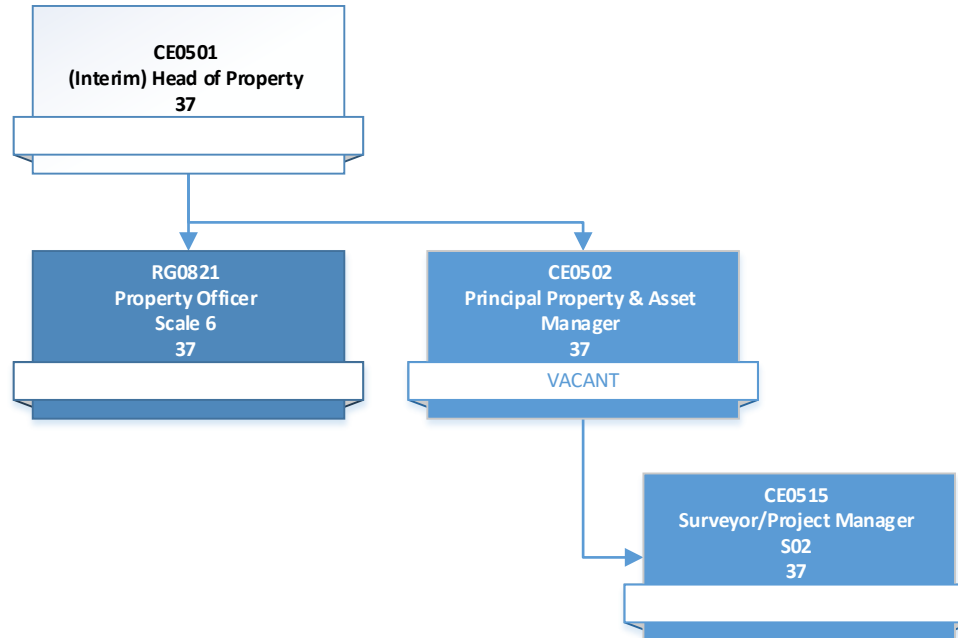 CE0501
(Interim) Head of Property
37
RG0821
Property Officer
Scale 6
37
CE0502
Principal Property & Asset
Manager
37
VACANT
CE0515
Surveyor/Project Manager
S02
37